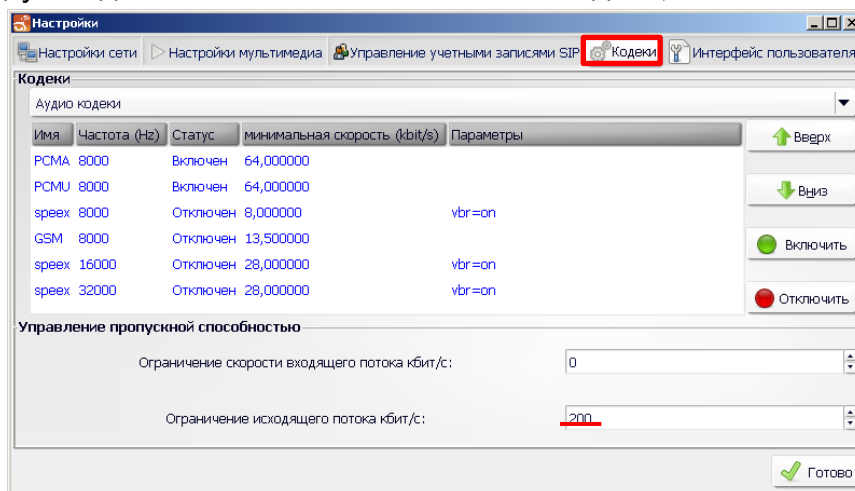 Настройки
Настройки сети Настройки мультимедиа Управление учетными записями SIP Кодеки Интерфейс пользователя
Кодеки
Аудио кодеки
Имя Частота (Hz) Статус минимальная скорость (kbit/s) Параметры
PCMA 8000 Включен 64,000000
PCMU 8000 Включен 64,000000
speex 8000 Отключен 8,000000 vbr=on
GSM 8000 Отключен 13,500000
speex 16000 Отключен 28,000000 vbr=on
speex 32000 Отключен 28,000000 vbr=on
Вверх
Вниз
Включить
Отключить
Управление пропускной способностью
Ограничение скорости входящего потока кбит/с: 0
Ограничение исходящего потока кбит/с: 200
Готово